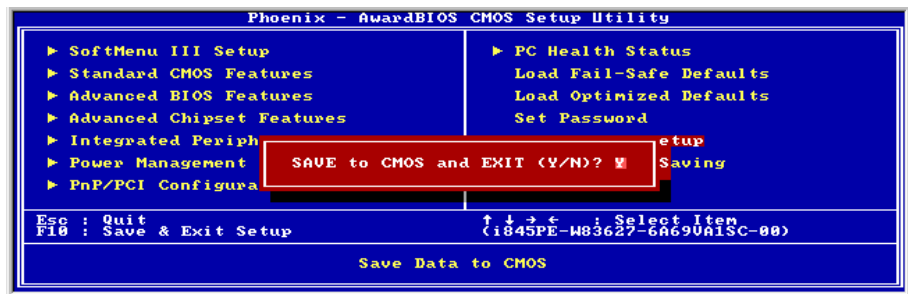 Phoenix - AwardBIOS CMOS Setup Utility
► SoftMenu III Setup
► Standard CMOS Features
► Advanced BIOS Features
► Advanced Chipset Features
► Integrated Periph
► Power Management
► PnP/PCI Configura
► PC Health Status
Load Fail-Safe Defaults
Load Optimized Defaults
Set Password
etup
Saving
SAVE to CMOS and EXIT (Y/N)? Y
Esc : Quit
F10 : Save & Exit Setup
↑ ↓ → ← : Select Item
(i845PE-W83627-6A69VA1SC-00)
Save Data to CMOS